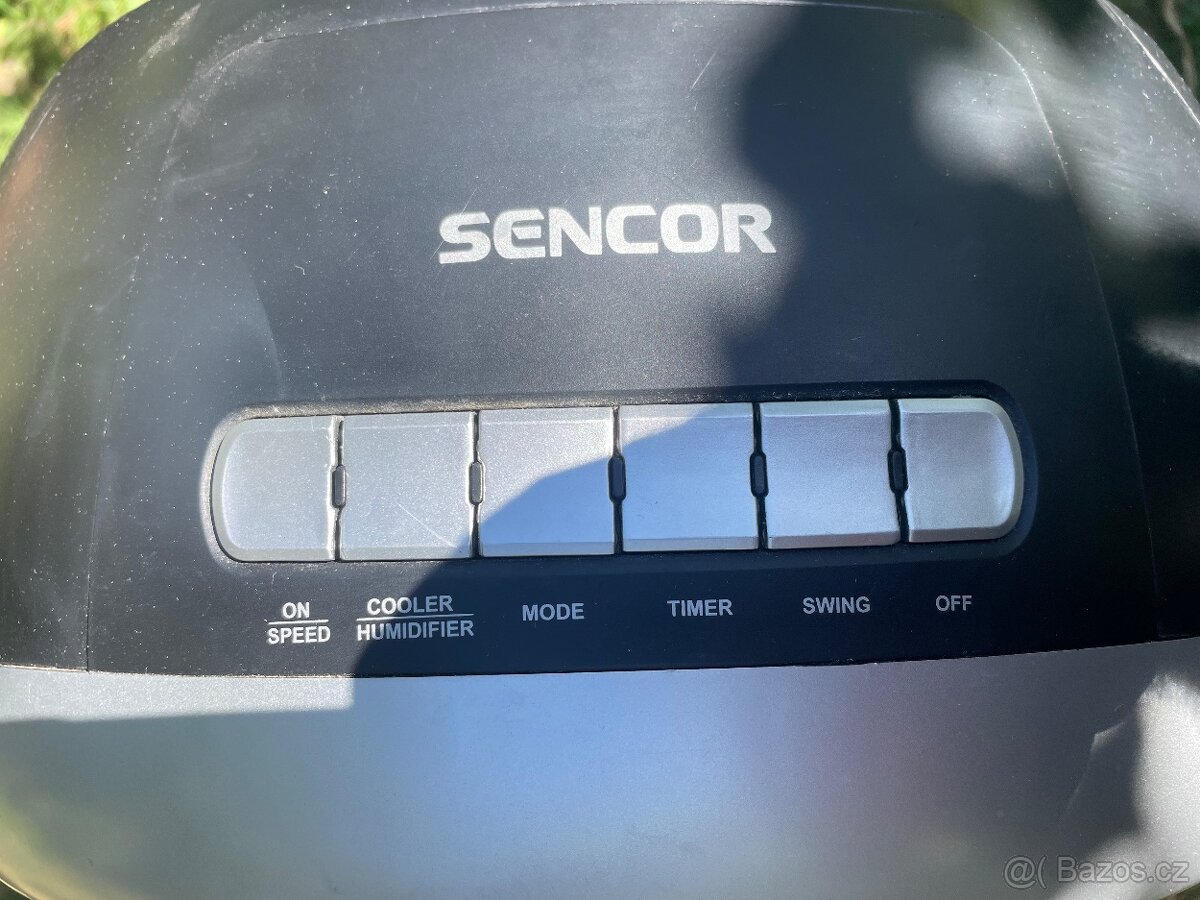 SENCOR
ON
SPEED
COOLER
HUMIDIFIER
MODE
TIMER
SWING
OFF
@( Bazos.cz